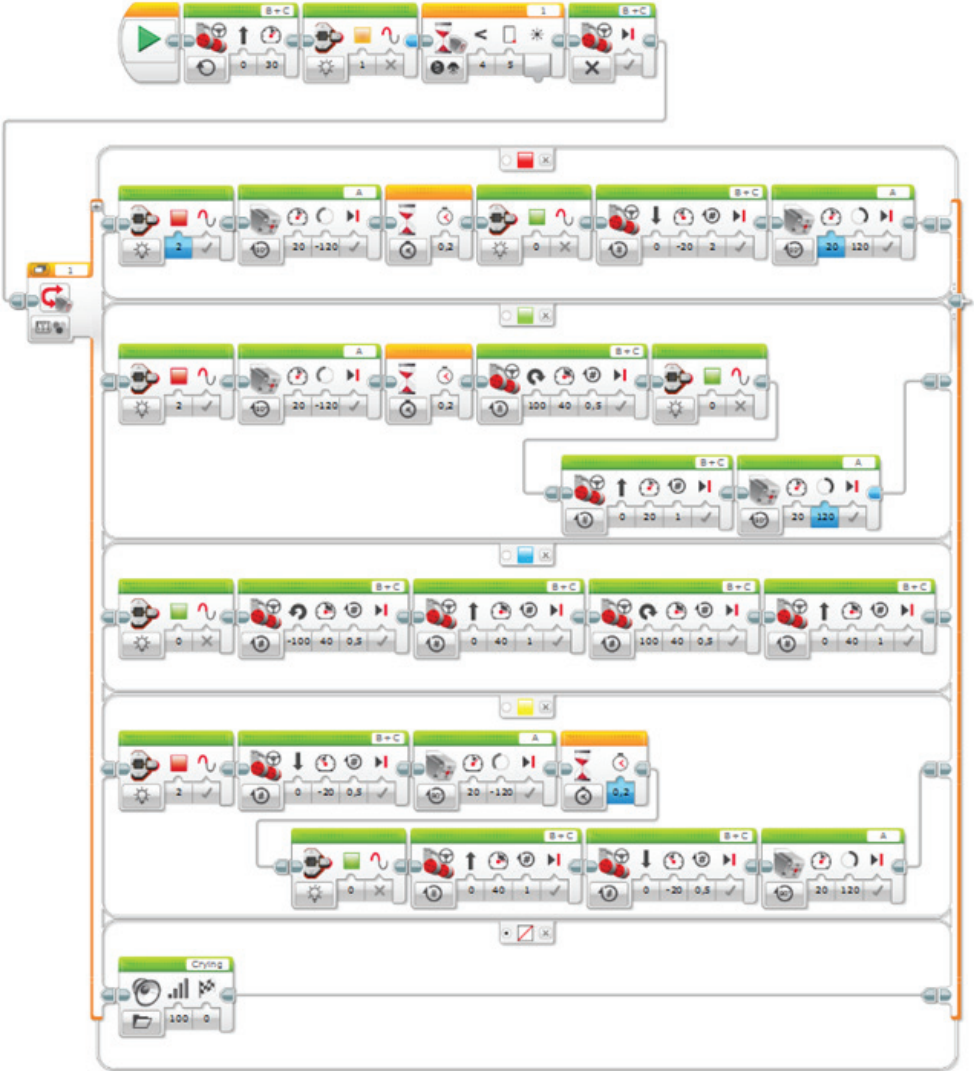 B+C 1 B+C
0 30 1 4 5
A B+C A
2 20 -120 0,2 0 0 -20 2 20 120
1
A B+C
2 20 -120 0,2 100 40 0,5 0
B+C A
0 20 1 20 120
B+C B+C B+C B+C
0 -100 40 0,5 0 40 1 100 40 0,5 0 40 1
B+C A
2 0 -20 0,5 20 -120 0,2
B+C B+C A
0 0 40 1 0 -20 0,5 20 120
Crying
100 0